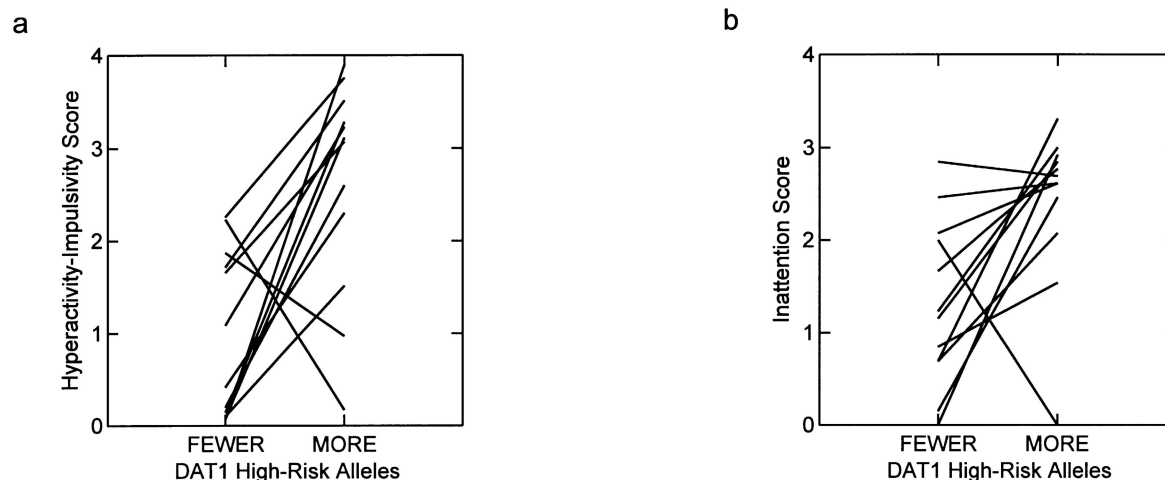 a
Hyperactivity-Impulsivity Score
4
3
2
1
0
FEWER MORE
DAT1 High-Risk Alleles
b
Inattention Score
4
3
2
1
0
FEWER MORE
DAT1 High-Risk Alleles